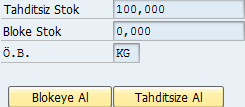 Tahditsiz Stok 100,000
Bloke Stok 0,000
Ö.B. KG
Blokeye Al Tahditsize Al